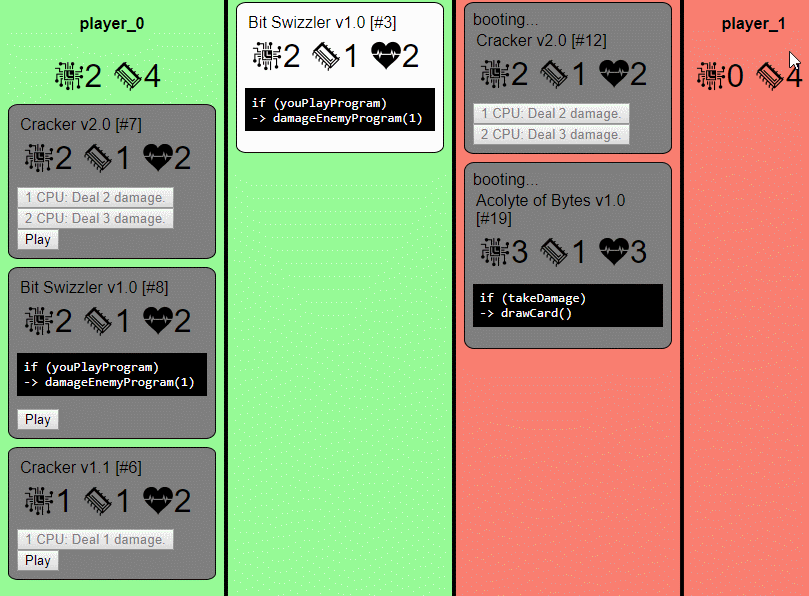 player_0
2 4
Cracker v2.0 [#7]
2 1 2
1 CPU: Deal 2 damage.
2 CPU: Deal 3 damage.
Play
Bit Swizzler v1.0 [#8]
2 1 2
if (youPlayProgram)
-> damageEnemyProgram(1)
Play
Cracker v1.1 [#6]
1 1 2
1 CPU: Deal 1 damage.
Play
Bit Swizzler v1.0 [#3]
2 1 2
if (youPlayProgram)
-> damageEnemyProgram(1)
booting...
Cracker v2.0 [#12]
2 1 2
1 CPU: Deal 2 damage.
2 CPU: Deal 3 damage.
booting...
Acolyte of Bytes v1.0
[#19]
3 1 3
if (takeDamage)
-> drawCard()
player_1
0 4